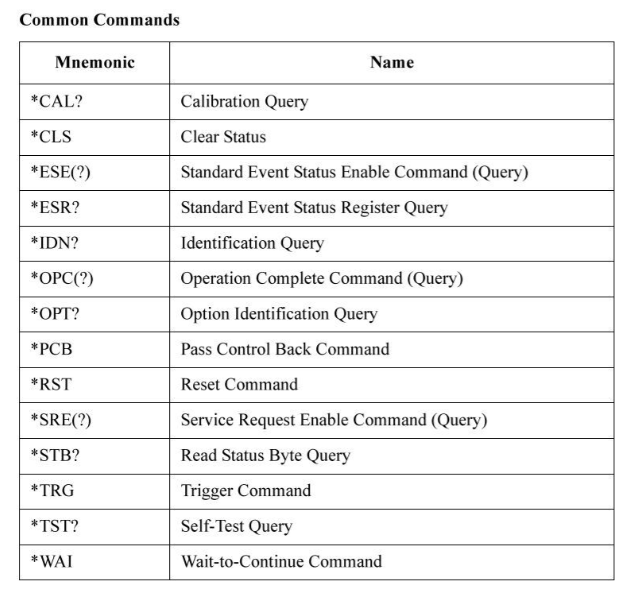 Common Commands
Mnemonic Name
*CAL? Calibration Query
*CLS Clear Status
*ESE(?) Standard Event Status Enable Command (Query)
*ESR? Standard Event Status Register Query
*IDN? Identification Query
*OPC(?) Operation Complete Command (Query)
*OPT? Option Identification Query
*PCB Pass Control Back Command
*RST Reset Command
*SRE(?) Service Request Enable Command (Query)
*STB? Read Status Byte Query
*TRG Trigger Command
*TST? Self-Test Query
*WAI Wait-to-Continue Command